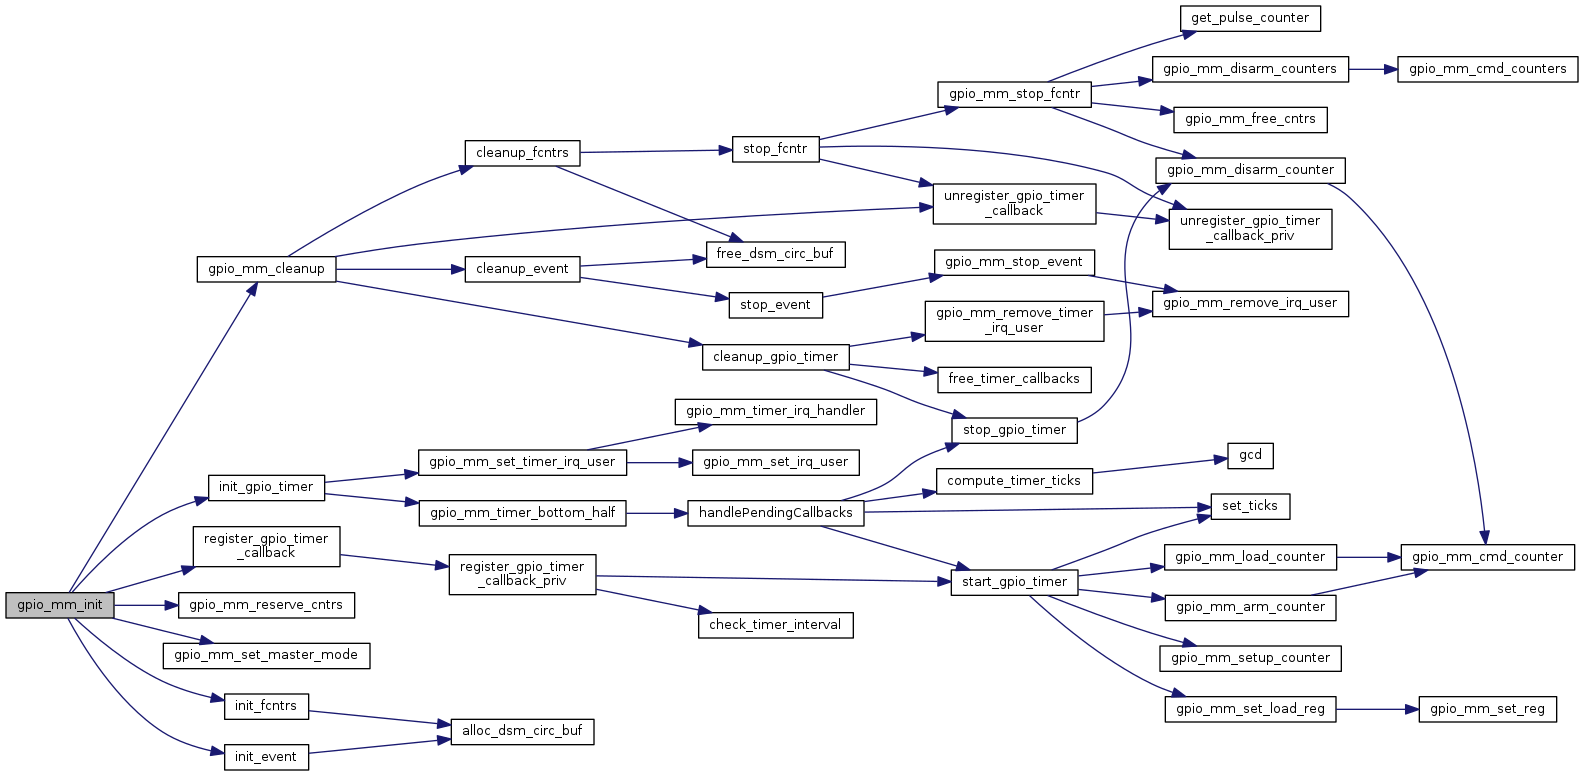 get_pulse_counter
gpio_mm_disarm_counters
gpio_mm_cmd_counters
gpio_mm_stop_fcntr
gpio_mm_free_cntrs
cleanup_fcntrs
stop_fcntr
gpio_mm_disarm_counter
unregister_gpio_timer
_callback
unregister_gpio_timer
_callback_priv
free_dsm_circ_buf
gpio_mm_cleanup
cleanup_event
gpio_mm_stop_event
stop_event
gpio_mm_remove_irq_user
gpio_mm_remove_timer
_irq_user
cleanup_gpio_timer
free_timer_callbacks
gpio_mm_timer_irq_handler
stop_gpio_timer
gpio_mm_set_timer_irq_user
gpio_mm_set_irq_user
gcd
init_gpio_timer
compute_timer_ticks
gpio_mm_timer_bottom_half
handlePendingCallbacks
set_ticks
register_gpio_timer
_callback
gpio_mm_load_counter
gpio_mm_cmd_counter
register_gpio_timer
_callback_priv
start_gpio_timer
gpio_mm_init
gpio_mm_reserve_cntrs
gpio_mm_arm_counter
check_timer_interval
gpio_mm_set_master_mode
gpio_mm_setup_counter
init_fcntrs
gpio_mm_set_load_reg
gpio_mm_set_reg
alloc_dsm_circ_buf
init_event